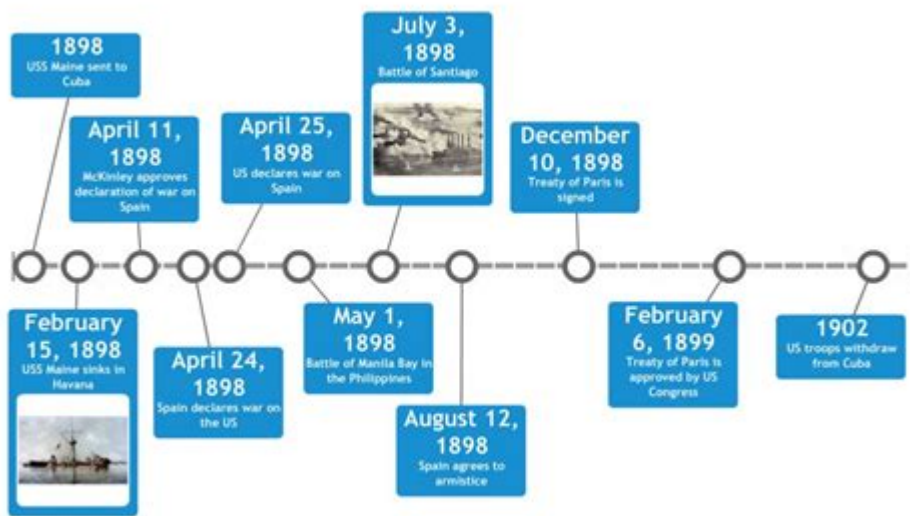 1898
USS Maine sent to
Cuba
February
15, 1898
USS Maine sinks in
Havana
April 11,
1898
McKinley approves
declaration of war on
Spain
April 24,
1898
Spain declares war on
the US
April 25,
1898
US declares war on
Spain
May 1,
1898
Battle of Manila Bay in
the Philippines
July 3,
1898
Battle of Santiago
August 12,
1898
Spain agrees to
armistice
December
10, 1898
Treaty of Paris is
signed
February
6, 1899
Treaty of Paris is
approved by US
Congress
1902
US troops withdraw
from Cuba